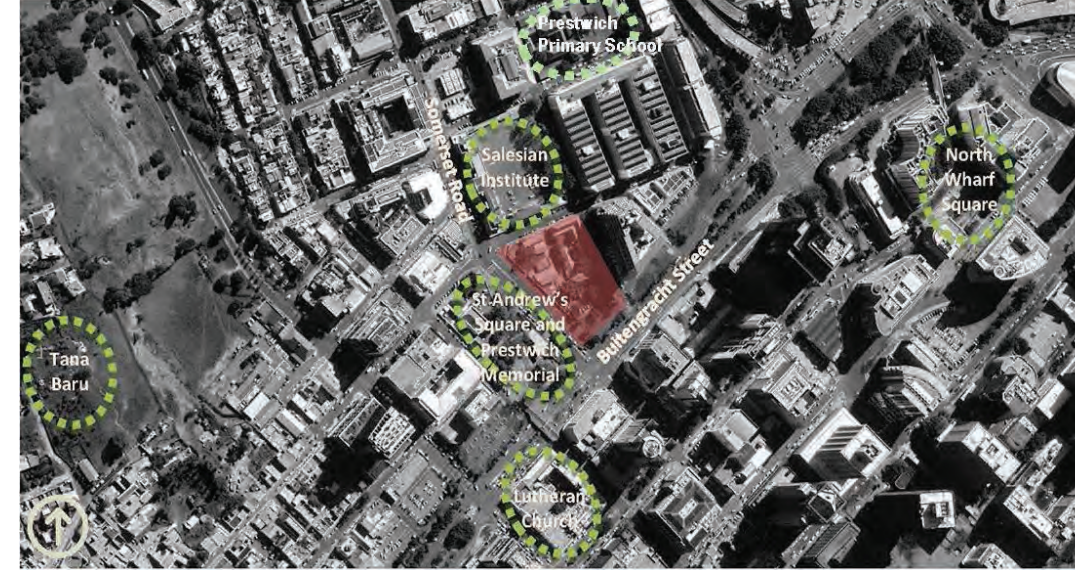 Prestwich
Primary School
Somerset Road
Salesian
Institute
North
Wharf
Square
Buitengracht Street
St Andrew's
Square and
Prestwich
Memorial
Tana
Baru
Lutheran
Church